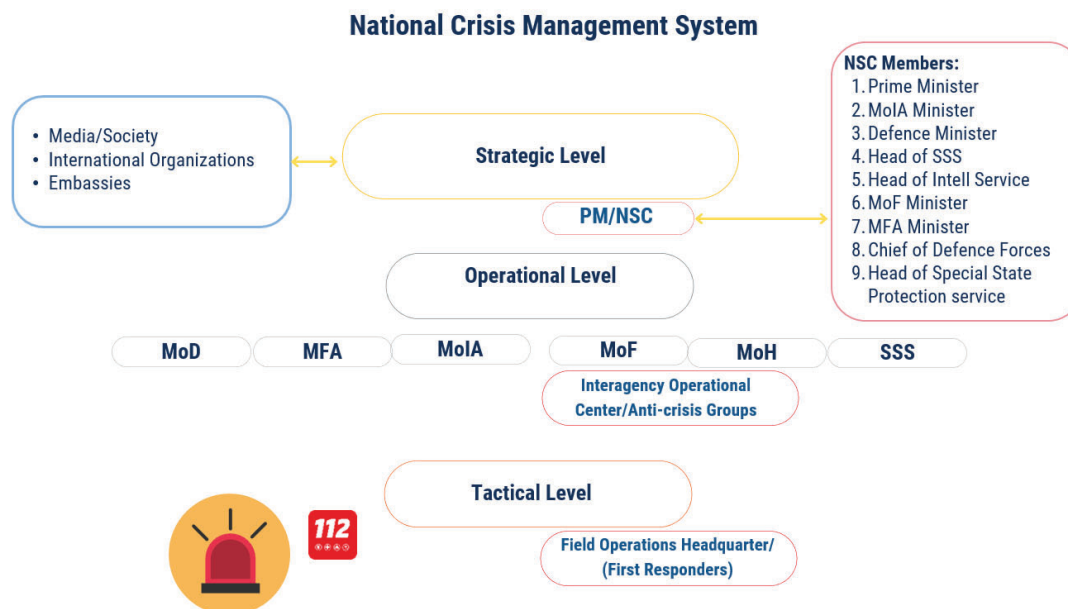 National Crisis Management System
• Media/Society
• International Organizations
• Embassies
Strategic Level
PM/NSC
NSC Members:
1. Prime Minister
2. MoIA Minister
3. Defence Minister
4. Head of SSS
5. Head of Intell Service
6. MoF Minister
7. MFA Minister
8. Chief of Defence Forces
9. Head of Special State
Protection service
Operational Level
MoD
MFA
MoIA
MoF
MoH
SSS
Interagency Operational
Center/Anti-crisis Groups
Tactical Level
112
Field Operations Headquarter/
(First Responders)